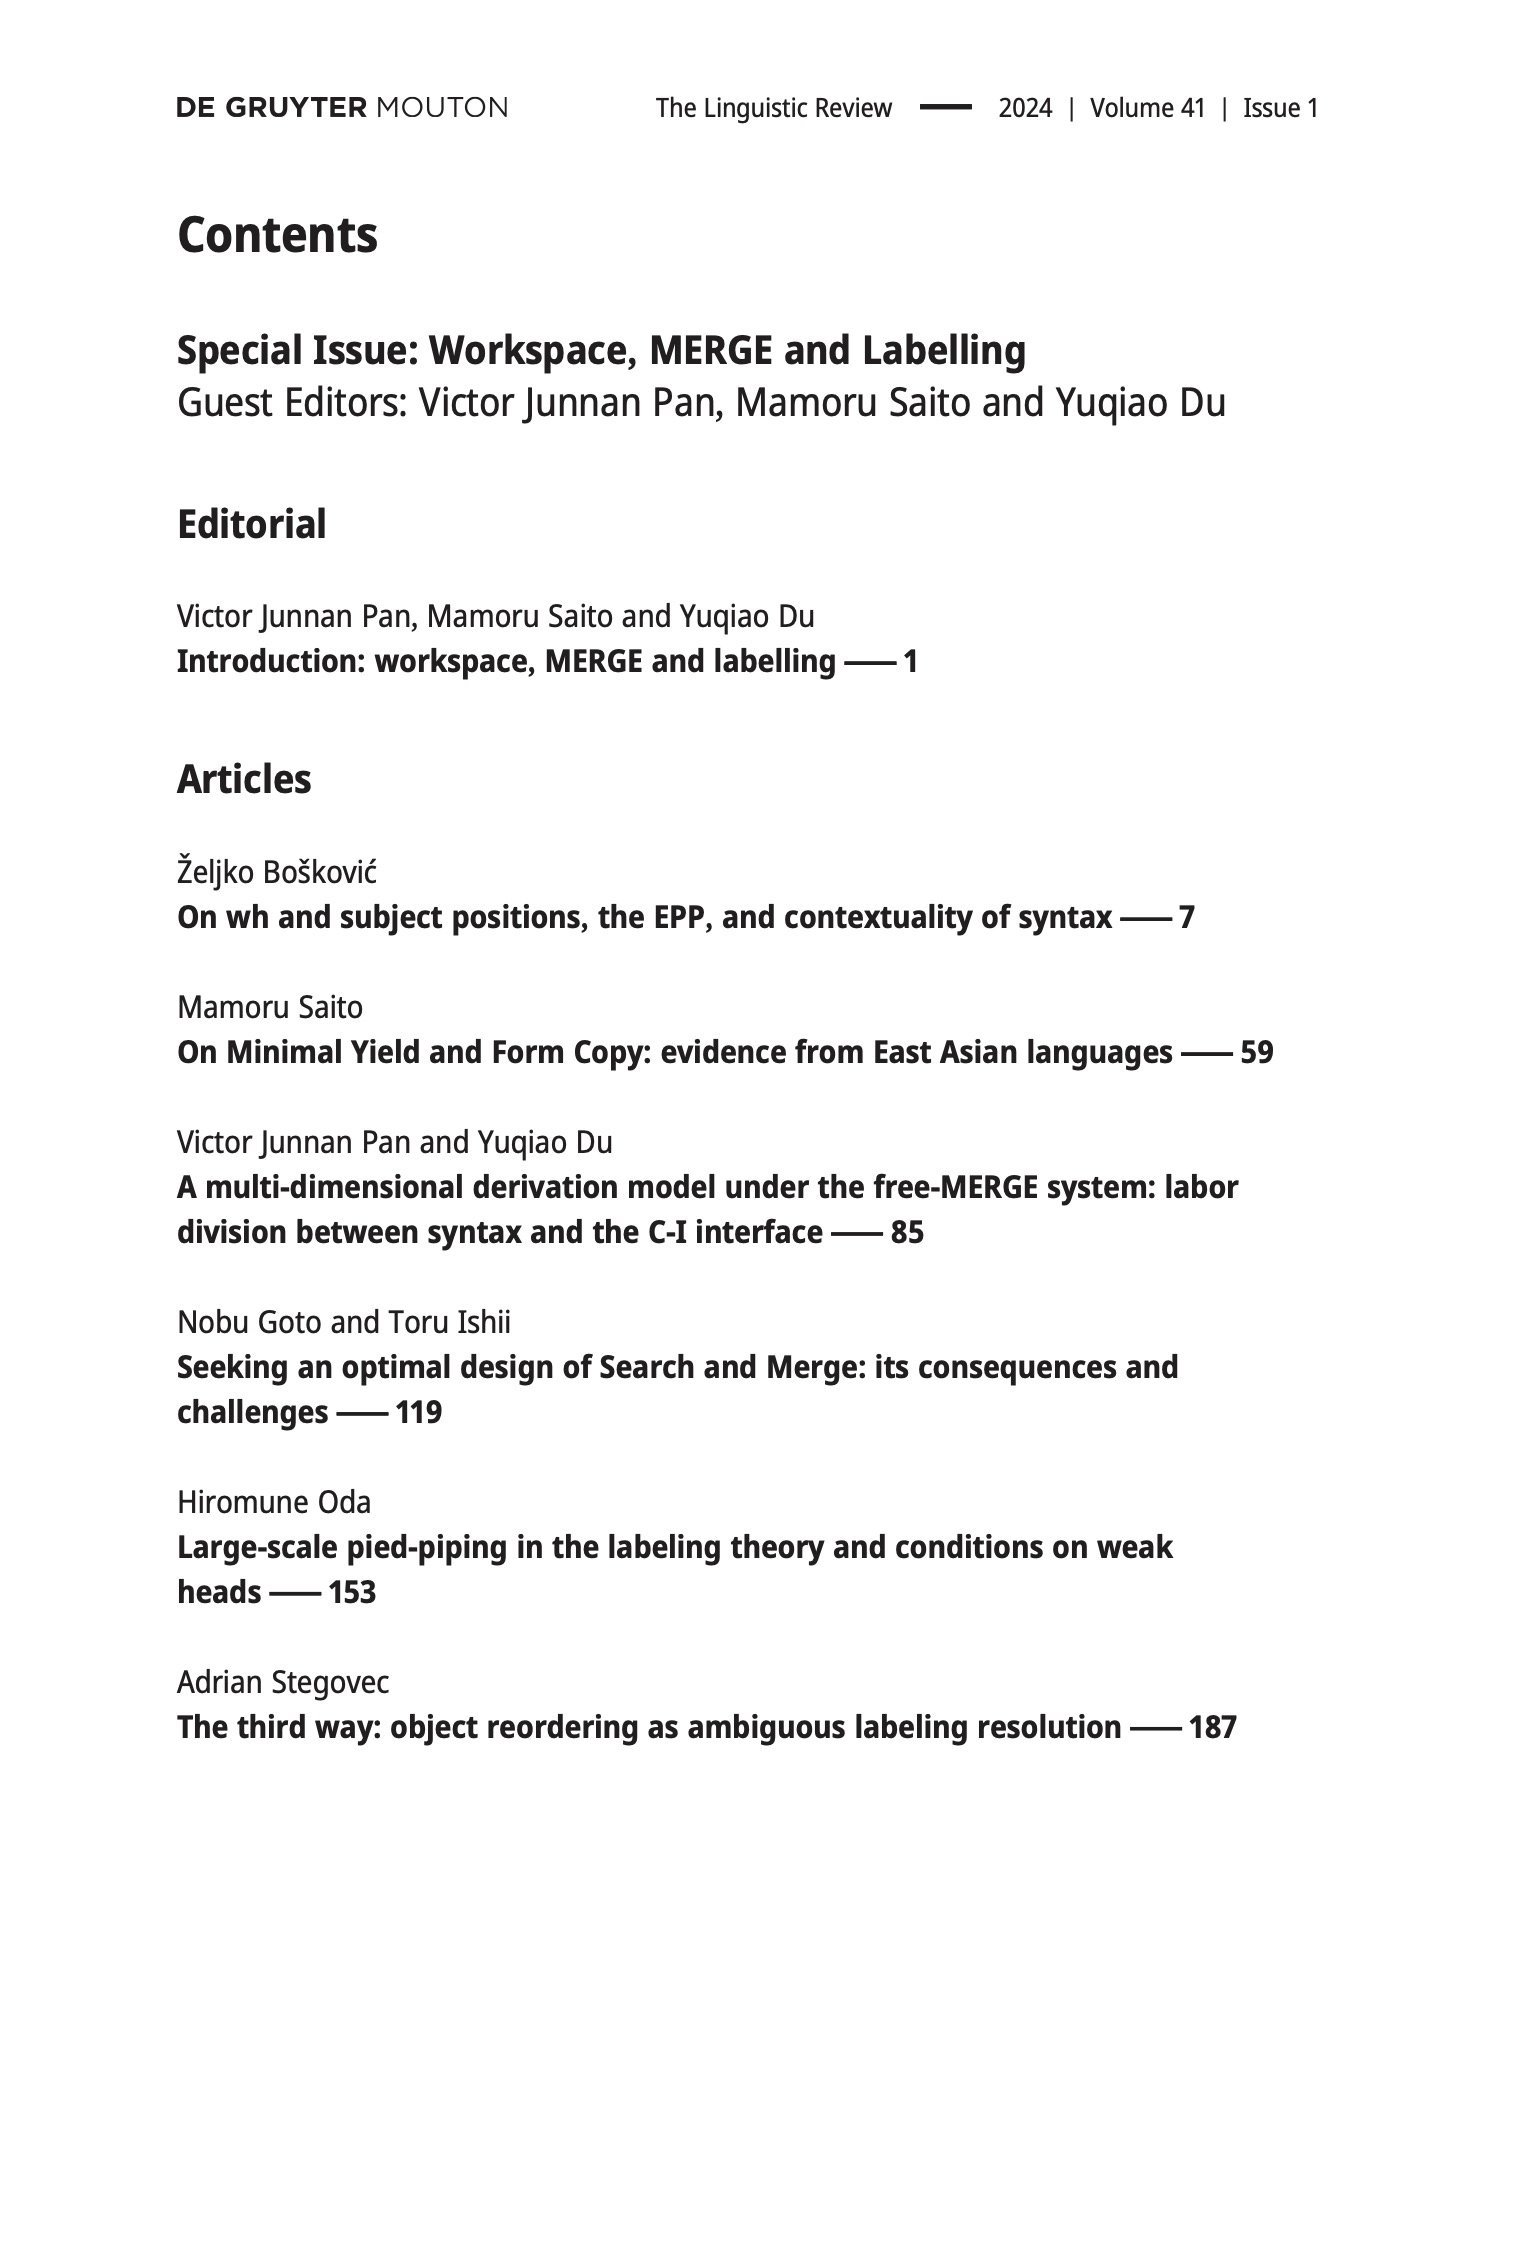 DE GRUYTER MOUTON The Linguistic Review — 2024 | Volume 41 | Issue 1
Contents
Special Issue: Workspace, MERGE and Labelling
Guest Editors: Victor Junnan Pan, Mamoru Saito and Yuqiao Du
Editorial
Victor Junnan Pan, Mamoru Saito and Yuqiao Du
Introduction: workspace, MERGE and labelling — 1
Articles
Željko Bošković
On wh and subject positions, the EPP, and contextuality of syntax — 7
Mamoru Saito
On Minimal Yield and Form Copy: evidence from East Asian languages — 59
Victor Junnan Pan and Yuqiao Du
A multi-dimensional derivation model under the free-MERGE system: labor
division between syntax and the C-I interface — 85
Nobu Goto and Toru Ishii
Seeking an optimal design of Search and Merge: its consequences and
challenges — 119
Hiromune Oda
Large-scale pied-piping in the labeling theory and conditions on weak
heads — 153
Adrian Stegovec
The third way: object reordering as ambiguous labeling resolution — 187